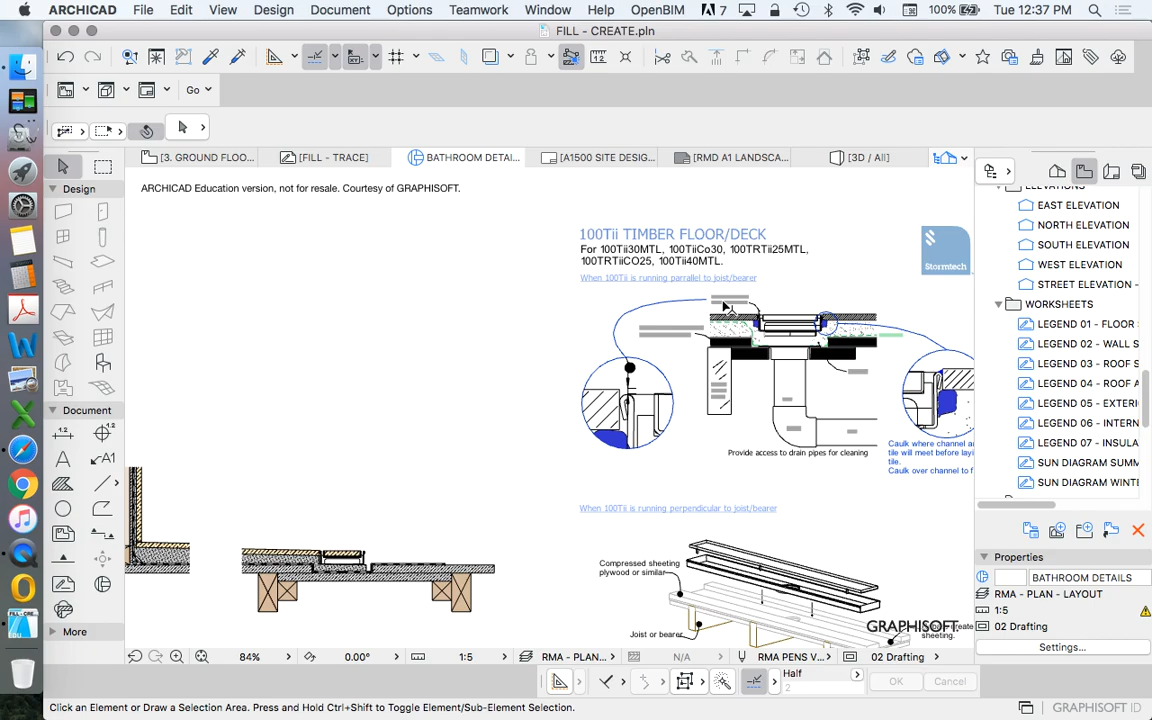 ARCHICAD File Edit View Design Document Options Teamwork Window Help OpenBIM 7 100% Tue 12:37 PM
FILL - CREATE.pln
Go
[3. GROUND FLOO...
[FILL - TRACE]
BATHROOM DETAI...
[A1500 SITE DESIG...
[RMD A1 LANDSCA...
[3D / All]
Design
Document
More
ARCHICAD Education version, not for resale. Courtesy of GRAPHISOFT.
100Tii TIMBER FLOOR/DECK
For 100Tii30MTL, 100TiiCo30, 100TRTii25MTL,
100TRTiiCO25, 100Tii40MTL.
When 100Tii is running parrallel to joist/bearer
Stormtech
Provide access to drain pipes for cleaning
Caulk where channel a
tile will meet before layi
tile.
Caulk over channel to f
When 100Tii is running perpendicular to joist/bearer
Compressed sheeting
plywood or similar
Joist or bearer
sheeting.
GRAPHISOFT
ELEVATIONS
EAST ELEVATION
NORTH ELEVATION
SOUTH ELEVATION
WEST ELEVATION
STREET ELEVATION -
WORKSHEETS
LEGEND 01 - FLOOR
LEGEND 02 - WALL S
LEGEND 03 - ROOF S
LEGEND 04 - ROOF A
LEGEND 05 - EXTERI
LEGEND 06 - INTERN
LEGEND 07 - INSULA
SUN DIAGRAM SUMM
SUN DIAGRAM WINTE
Properties
BATHROOM DETAILS
RMA - PLAN - LAYOUT
1:5
02 Drafting
Settings...
84% 0.00° 1:5 RMA - PLAN... N/A RMA PENS V... 02 Drafting
Half
2
OK
Cancel
Click an Element or Draw a Selection Area. Press and Hold Ctrl+Shift to Toggle Element/Sub-Element Selection.
GRAPHISOFT ID